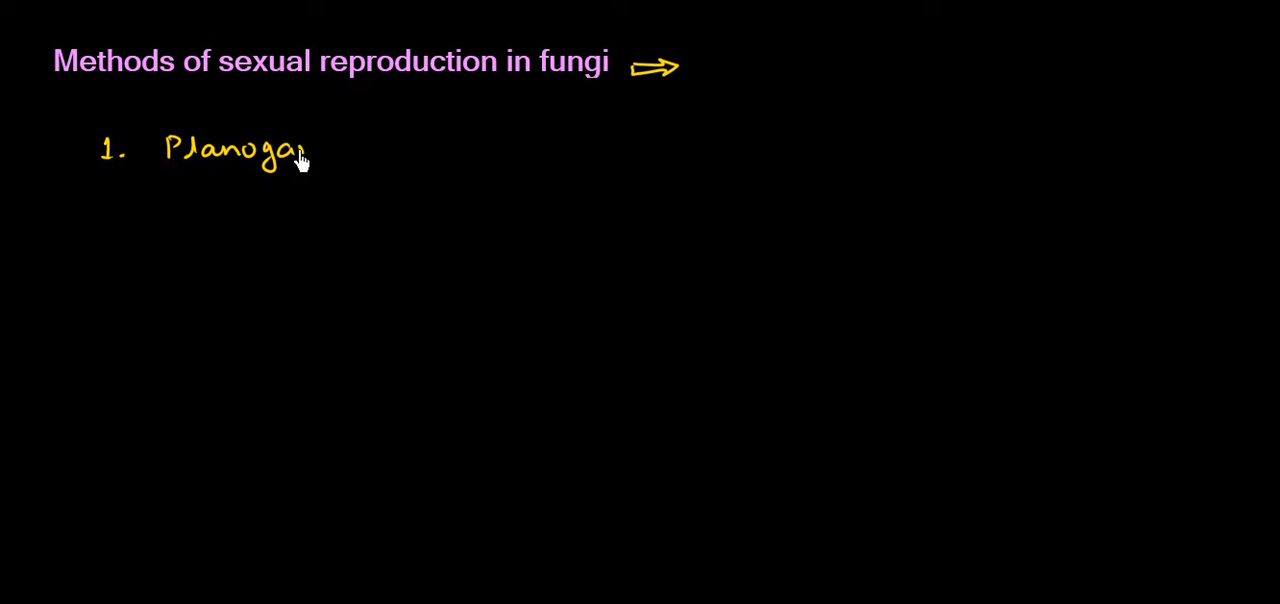 Methods of sexual reproduction in fungi
1. Planoga